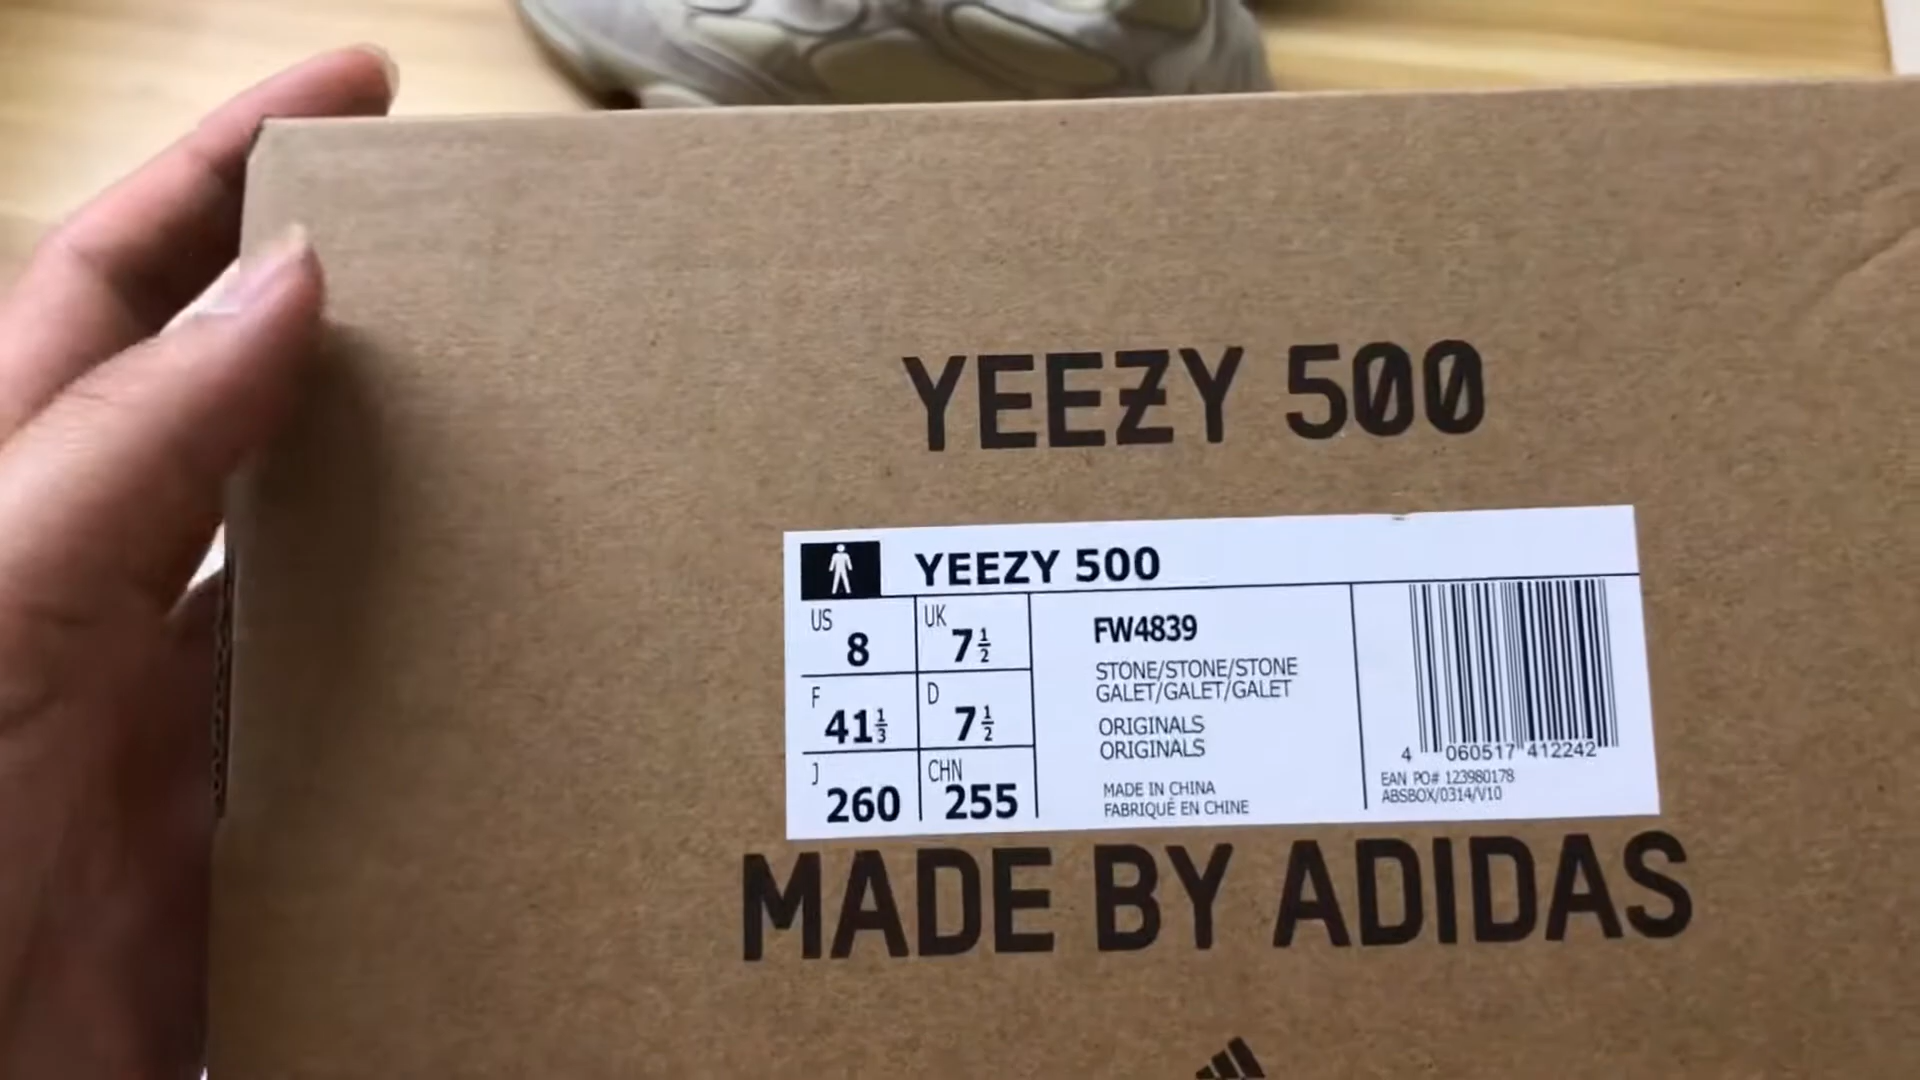 YEEZY 500
YEEZY 500
US 8 UK 7½
F 41⅓ D 7½
J 260 CHN 255
FW4839
STONE/STONE/STONE
GALET/GALET/GALET
ORIGINALS
ORIGINALS
MADE IN CHINA
FABRIQUÉ EN CHINE
4 060517 412242
EAN PO# 123980178
ABSBOX/0314/V10
MADE BY ADIDAS